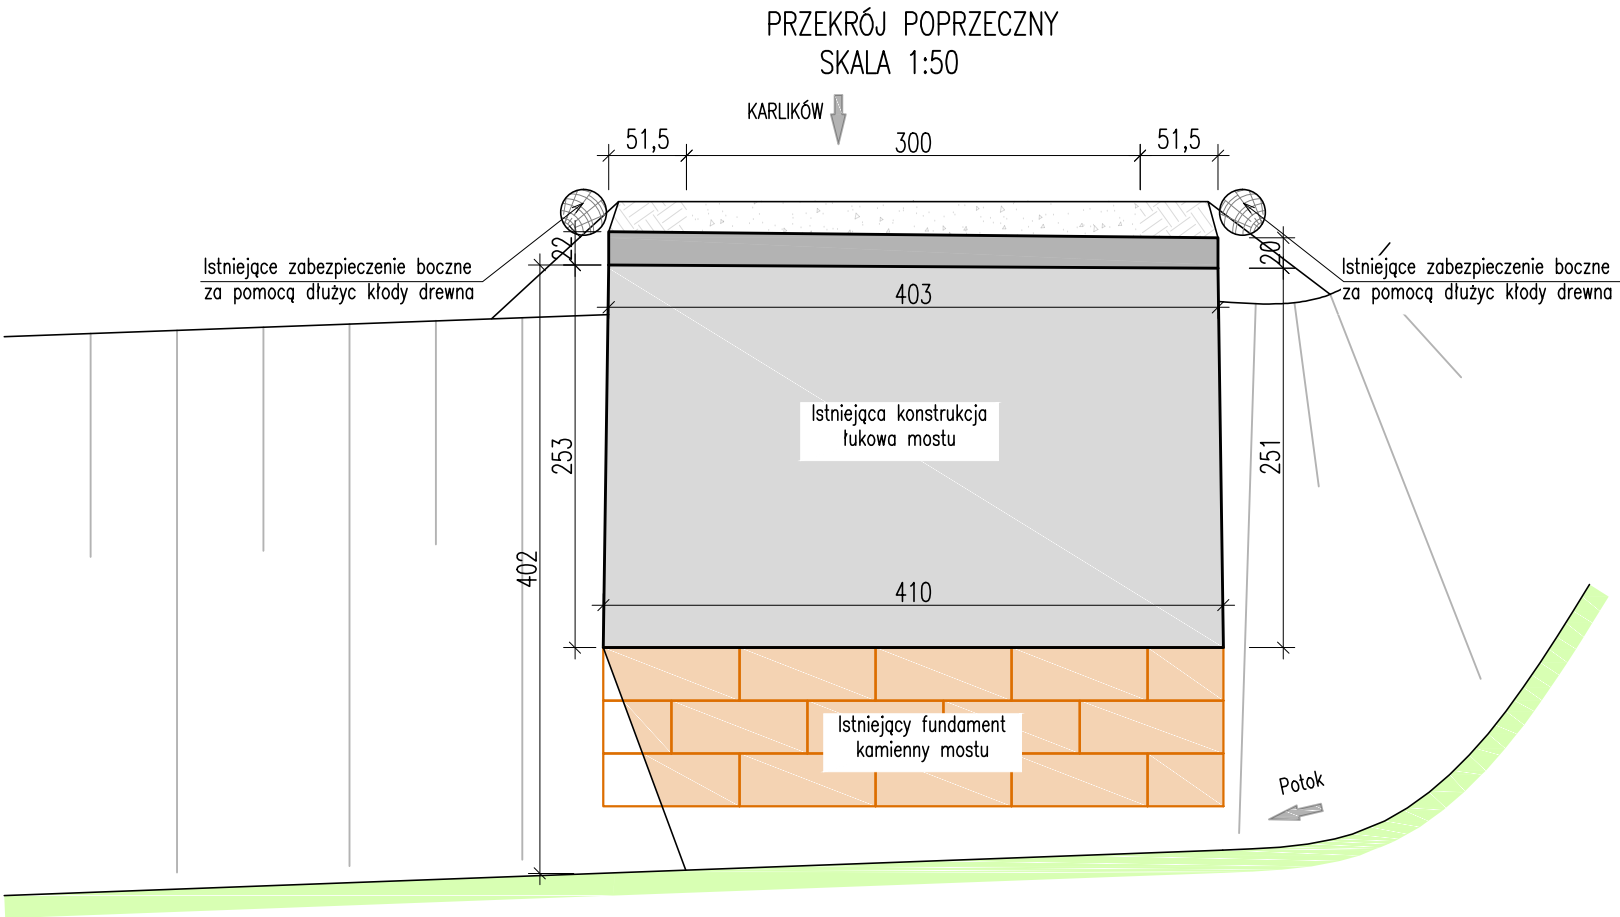 PRZEKRÓJ POPRZECZNY
SKALA 1:50
KARLIKÓW
51,5
300
51,5
22
20
Istniejące zabezpieczenie boczne
za pomocą dłużyc kłody drewna
Istniejące zabezpieczenie boczne
za pomocą dłużyc kłody drewna
403
Istniejąca konstrukcja
łukowa mostu
253
251
402
410
Istniejący fundament
kamienny mostu
Potok